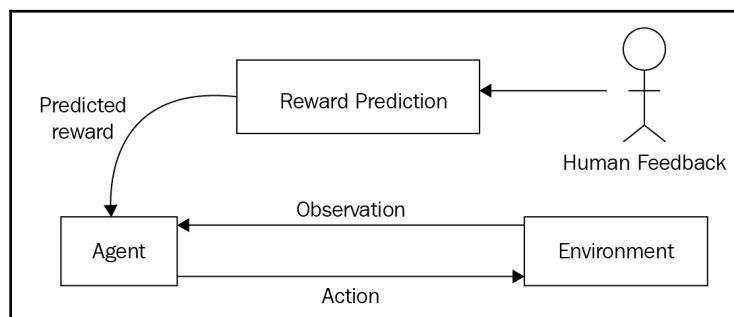 Predicted
reward
Reward Prediction
Human Feedback
Observation
Agent
Environment
Action